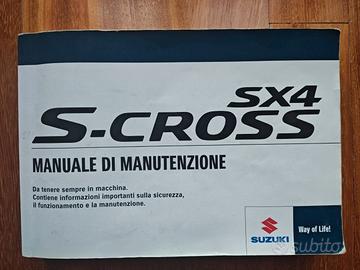 SX4
S-CROSS
MANUALE DI MANUTENZIONE
Da tenere sempre in macchina.
Contiene informazioni importanti sulla sicurezza,
il funzionamento e la manutenzione.
SUZUKI
Way of Life!
subito